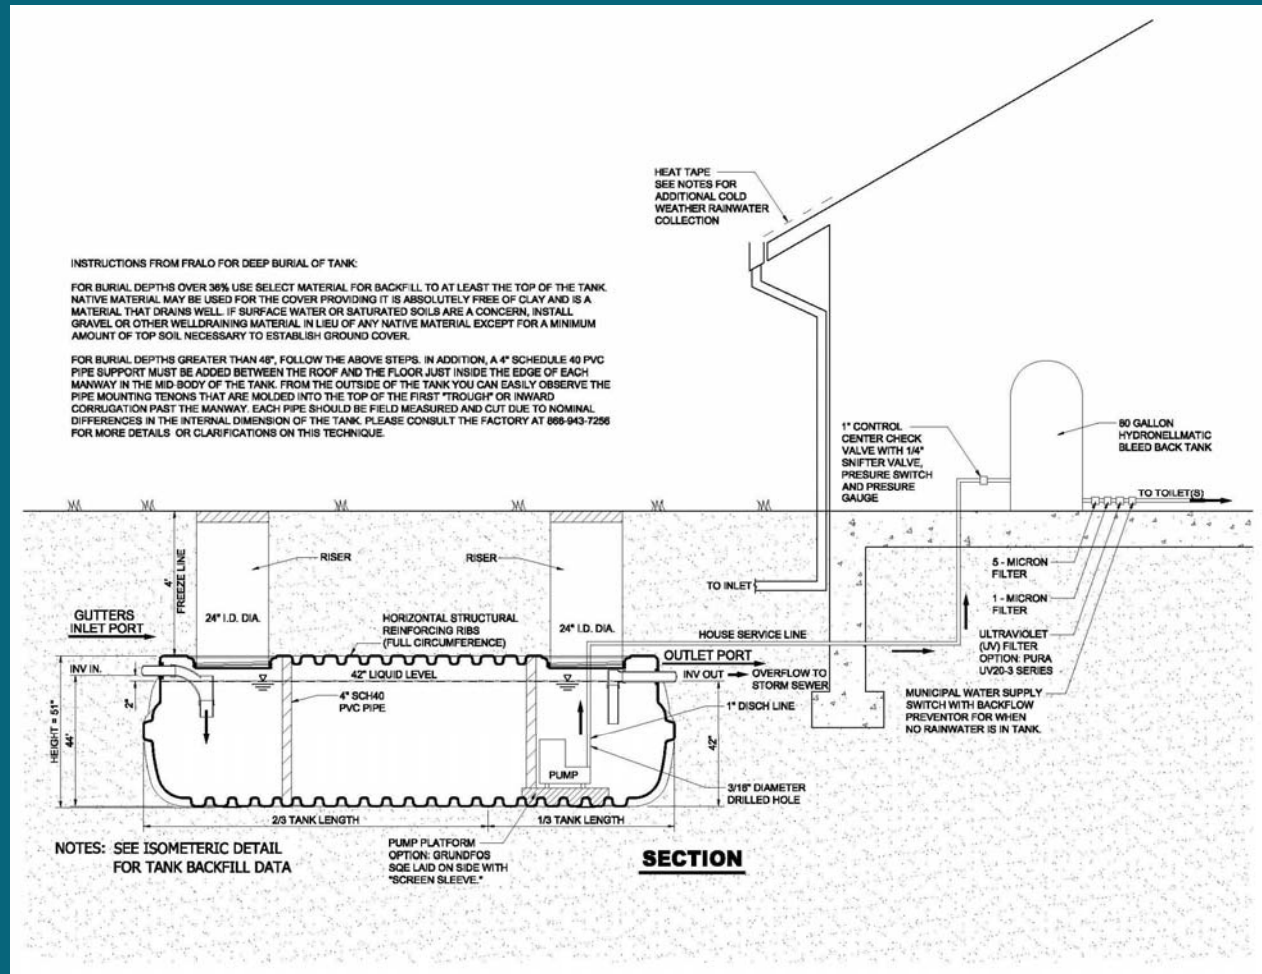 HEAT TAPE
SEE NOTES FOR
ADDITIONAL COLD
WEATHER RAINWATER
COLLECTION
INSTRUCTIONS FROM FRALO FOR DEEP BURIAL OF TANK:
FOR BURIAL DEPTHS OVER 36% USE SELECT MATERIAL FOR BACKFILL TO AT LEAST THE TOP OF THE TANK.
NATIVE MATERIAL MAY BE USED FOR THE COVER PROVIDING IT IS ABSOLUTELY FREE OF CLAY AND IS A
MATERIAL THAT DRAINS WELL. IF SURFACE WATER OR SATURATED SOILS ARE A CONCERN, INSTALL
GRAVEL OR OTHER WELLDRAINING MATERIAL IN LIEU OF ANY NATIVE MATERIAL EXCEPT FOR A MINIMUM
AMOUNT OF TOP SOIL NECESSARY TO ESTABLISH GROUND COVER.
FOR BURIAL DEPTHS GREATER THAN 48", FOLLOW THE ABOVE STEPS. IN ADDITION, A 4" SCHEDULE 40 PVC
PIPE SUPPORT MUST BE ADDED BETWEEN THE ROOF AND THE FLOOR JUST INSIDE THE EDGE OF EACH
MANWAY IN THE MID-BODY OF THE TANK. FROM THE OUTSIDE OF THE TANK YOU CAN EASILY OBSERVE THE
PIPE MOUNTING TENONS THAT ARE MOLDED INTO THE TOP OF THE FIRST "TROUGH" OR INWARD
CORRUGATION PAST THE MANWAY. EACH PIPE SHOULD BE FIELD MEASURED AND CUT DUE TO NOMINAL
DIFFERENCES IN THE INTERNAL DIMENSION OF THE TANK. PLEASE CONSULT THE FACTORY AT 866-943-7256
FOR MORE DETAILS OR CLARIFICATIONS ON THIS TECHNIQUE.
1" CONTROL
CENTER CHECK
VALVE WITH 1/4"
SNIFTER VALVE,
PRESURE SWITCH
AND PRESURE
GAUGE
80 GALLON
HYDRONELLMATIC
BLEED BACK TANK
TO TOILET(S)
4'
FREEZE LINE
RISER
RISER
TO INLET
5 - MICRON
FILTER
1 - MICRON
FILTER
GUTTERS
INLET PORT
24" I.D. DIA.
HORIZONTAL STRUCTURAL
REINFORCING RIBS
(FULL CIRCUMFERENCE)
24" I.D. DIA.
HOUSE SERVICE LINE
ULTRAVIOLET
(UV) FILTER
OPTION: PURA
UV20-3 SERIES
OUTLET PORT
INV IN.
42" LIQUID LEVEL
INV OUT
OVERFLOW TO
STORM SEWER
MUNICIPAL WATER SUPPLY
SWITCH WITH BACKFLOW
PREVENTOR FOR WHEN
NO RAINWATER IS IN TANK.
2"
4" SCH40
PVC PIPE
1" DISCH LINE
HEIGHT = 51"
44'
42"
PUMP
3/16" DIAMETER
DRILLED HOLE
2/3 TANK LENGTH
1/3 TANK LENGTH
NOTES: SEE ISOMETERIC DETAIL
FOR TANK BACKFILL DATA
PUMP PLATFORM
OPTION: GRUNDFOS
SQE LAID ON SIDE WITH
"SCREEN SLEEVE."
SECTION